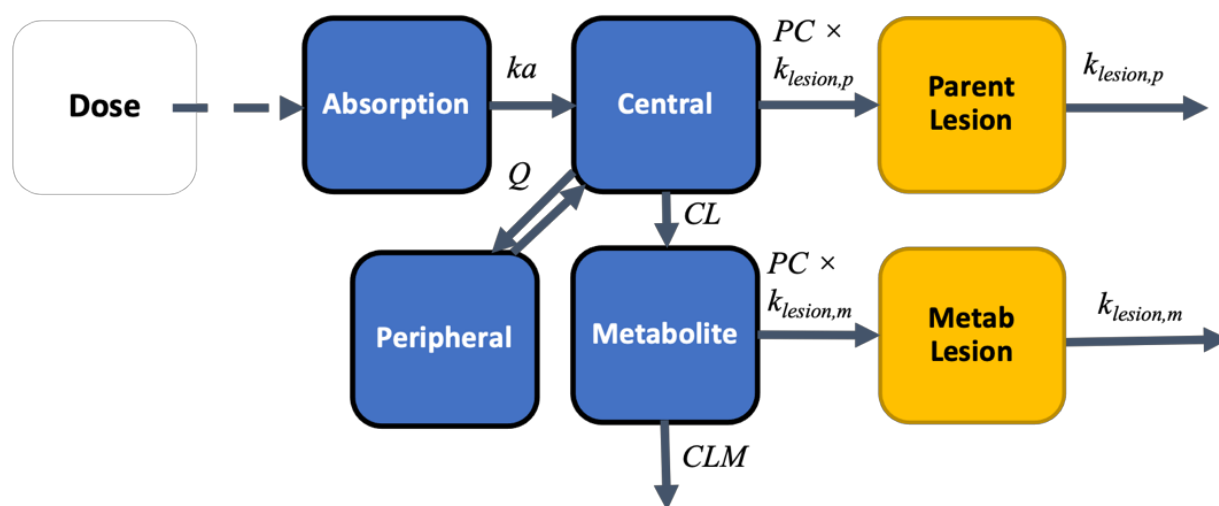 Dose
Absorption
ka
Central
PC ×
k_lesion,p
Parent
Lesion
k_lesion,p
Q
CL
Peripheral
Metabolite
PC ×
k_lesion,m
Metab
Lesion
k_lesion,m
CLM